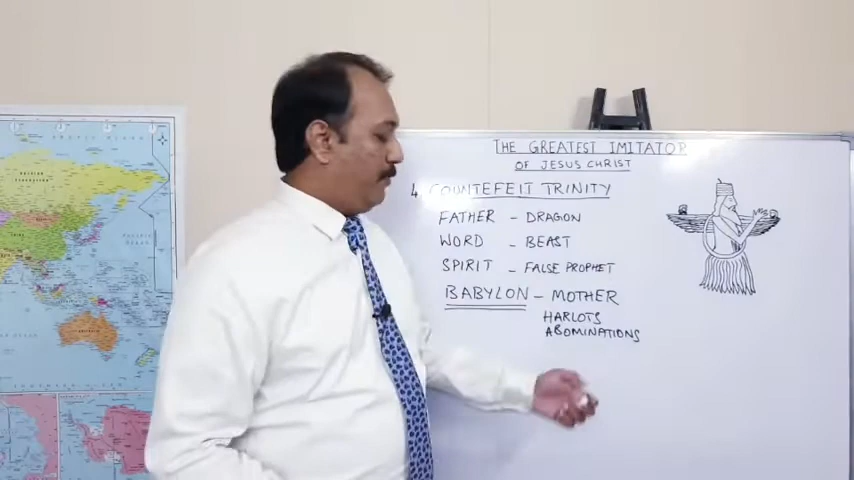 THE GREATEST IMITATOR
OF JESUS CHRIST
4. COUNTERFEIT TRINITY
FATHER - DRAGON
WORD - BEAST
SPIRIT - FALSE PROPHET
BABYLON - MOTHER
HARLOTS
ABOMINATIONS